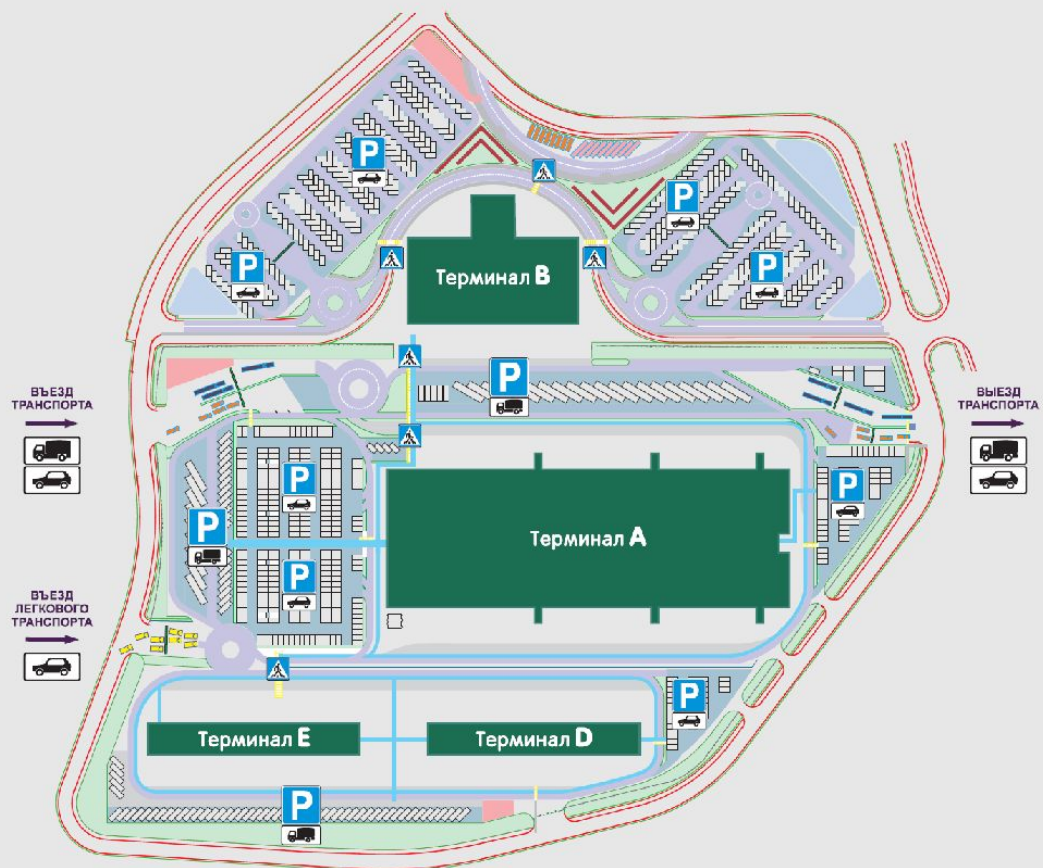 P
P
P
P
Терминал B
ВЪЕЗД
ТРАНСПОРТА
P
ВЫЕЗД
ТРАНСПОРТА
P
P
P
Терминал A
P
ВЪЕЗД
ЛЕГКОВОГО
ТРАНСПОРТА
P
Терминал E
Терминал D
P